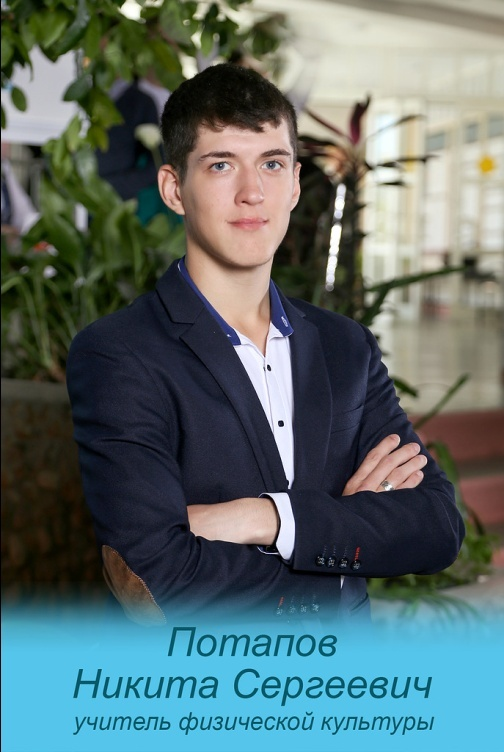 Потапов
Никита Сергеевич
учитель физической культуры